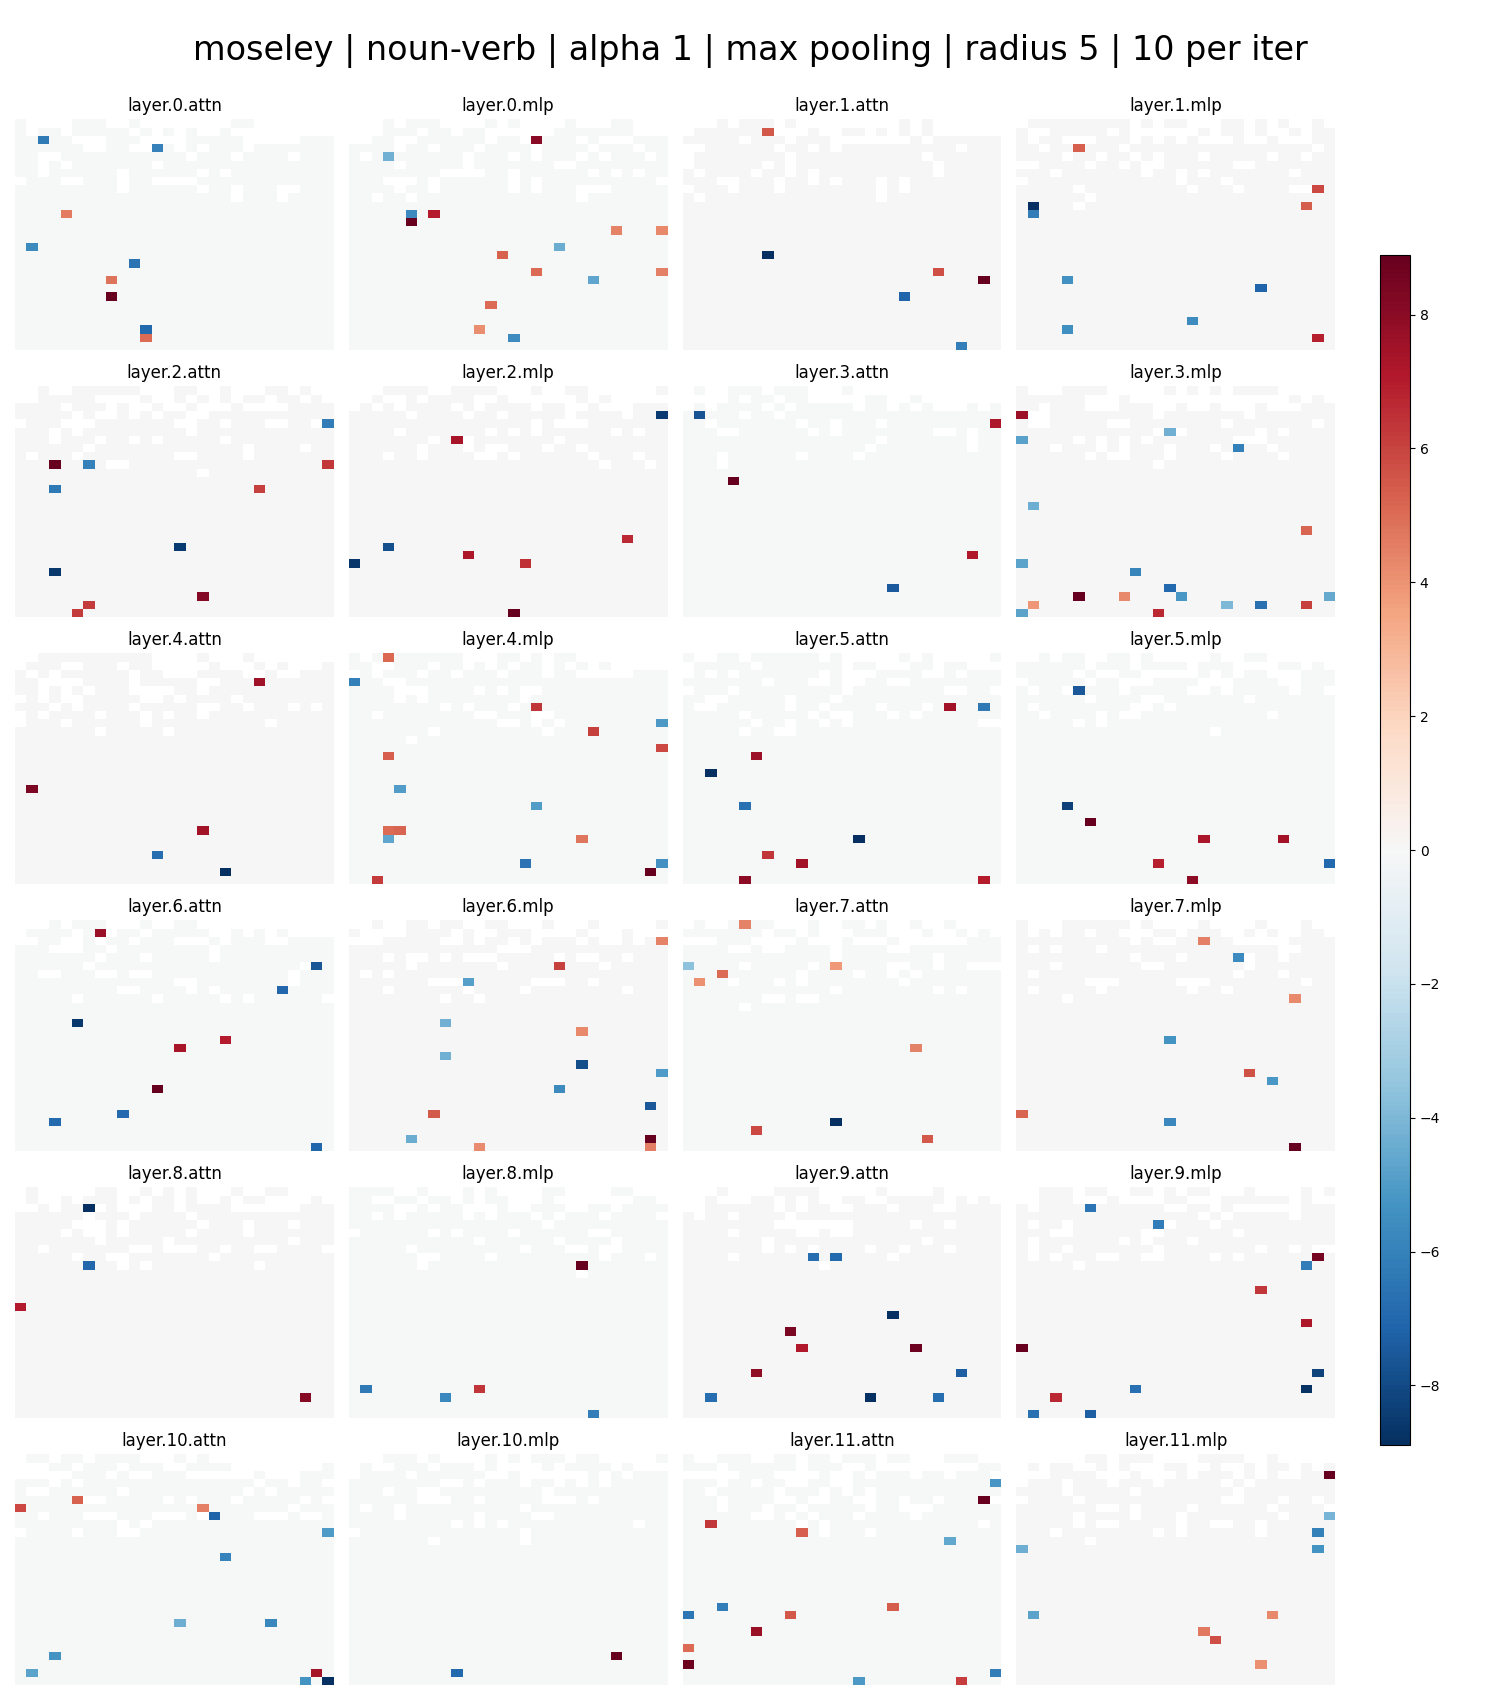 moseley | noun-verb | alpha 1 | max pooling | radius 5 | 10 per iter
layer.0.attn layer.0.mlp layer.1.attn layer.1.mlp
layer.2.attn layer.2.mlp layer.3.attn layer.3.mlp
layer.4.attn layer.4.mlp layer.5.attn layer.5.mlp
layer.6.attn layer.6.mlp layer.7.attn layer.7.mlp
layer.8.attn layer.8.mlp layer.9.attn layer.9.mlp
layer.10.attn layer.10.mlp layer.11.attn layer.11.mlp
8
6
4
2
0
−2
−4
−6
−8